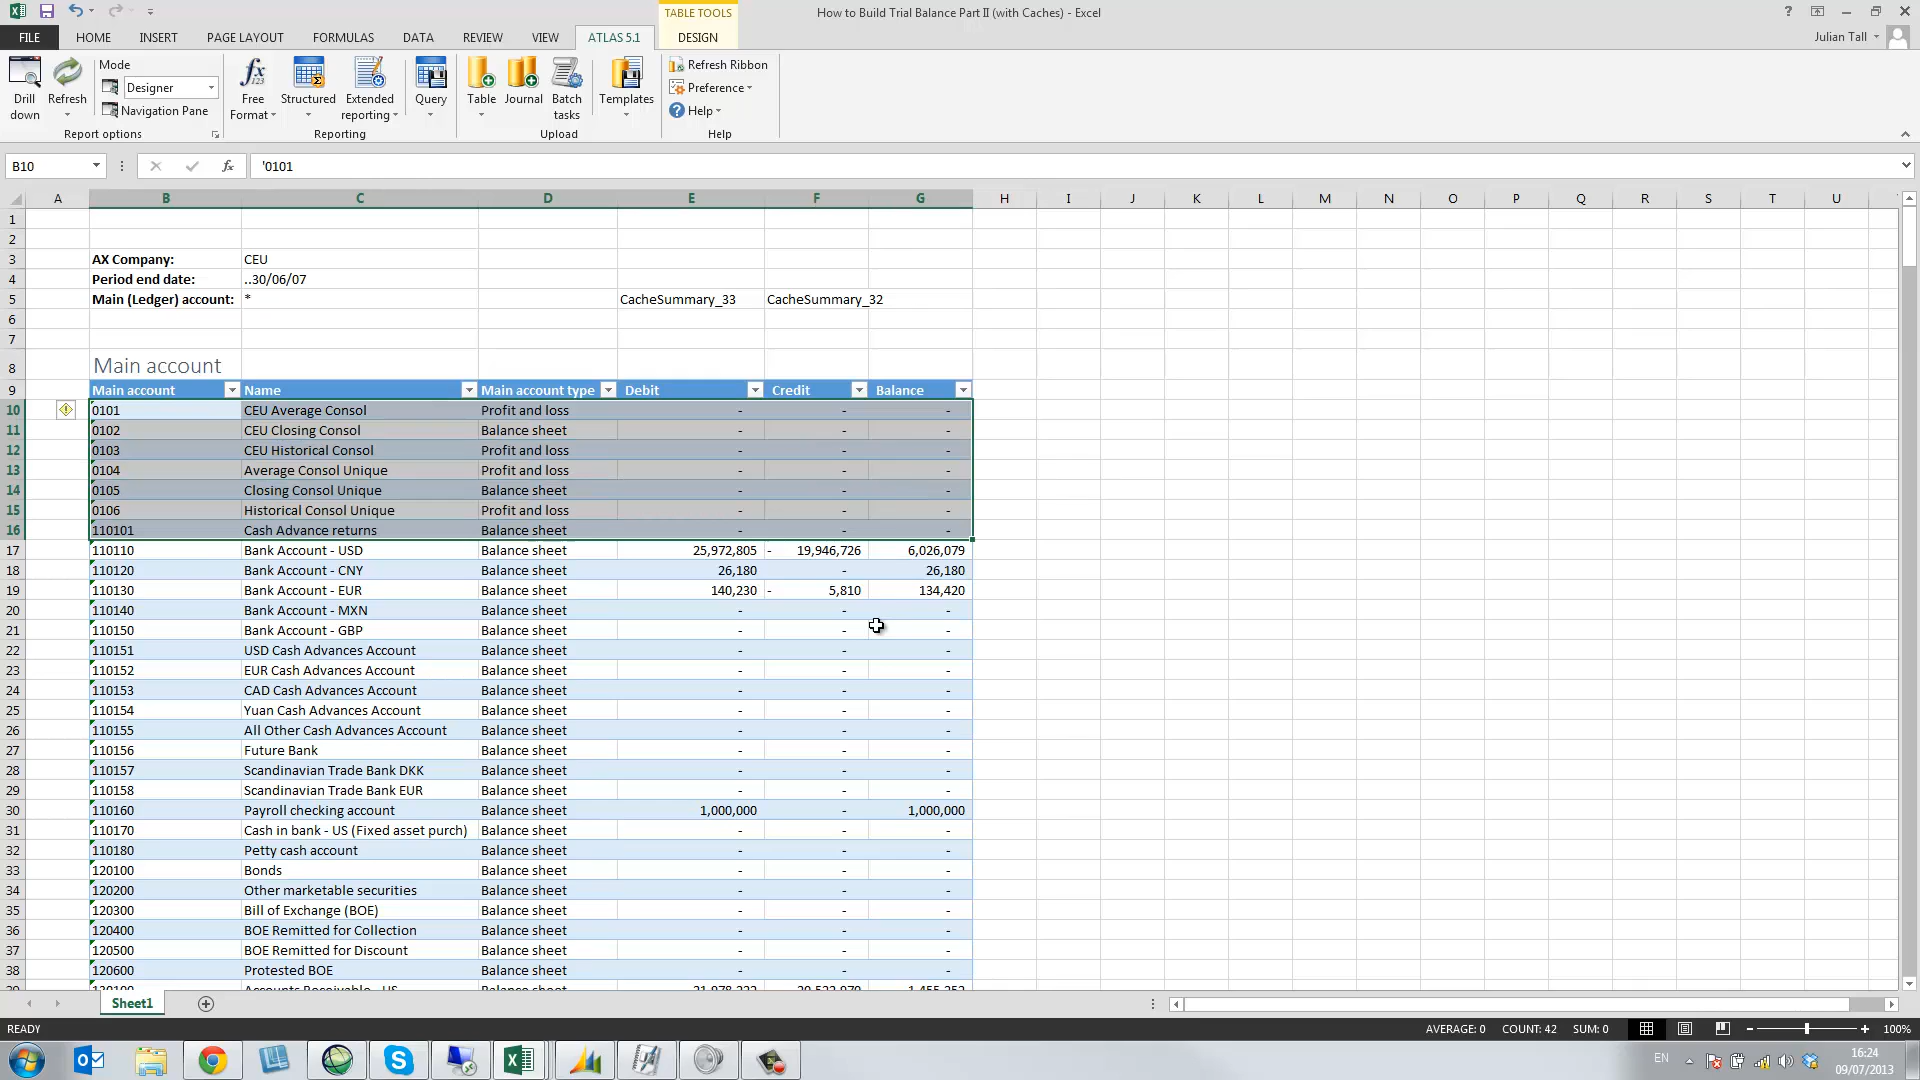 How to Build Trial Balance Part II (with Caches) - Excel
TABLE TOOLS
FILE HOME INSERT PAGE LAYOUT FORMULAS DATA REVIEW VIEW ATLAS 5.1 DESIGN
Julian Tall
Drill down
Refresh
Mode
Designer
Navigation Pane
Report options
Free Format
Structured
Extended reporting
Reporting
Query
Table
Journal
Batch tasks
Upload
Templates
Refresh Ribbon
Preference
Help
Help
B10 '0101
A B C D E F G H I J K L M N O P Q R S T U
1
2
3 AX Company: CEU
4 Period end date: ..30/06/07
5 Main (Ledger) account: * CacheSummary_33 CacheSummary_32
6
7
8 Main account
9 Main account Name Main account type Debit Credit Balance
10 0101 CEU Average Consol Profit and loss - - -
11 0102 CEU Closing Consol Balance sheet - - -
12 0103 CEU Historical Consol Profit and loss - - -
13 0104 Average Consol Unique Profit and loss - - -
14 0105 Closing Consol Unique Balance sheet - - -
15 0106 Historical Consol Unique Profit and loss - - -
16 110101 Cash Advance returns Balance sheet - - -
17 110110 Bank Account - USD Balance sheet 25,972,805 - 19,946,726 6,026,079
18 110120 Bank Account - CNY Balance sheet 26,180 - 26,180
19 110130 Bank Account - EUR Balance sheet 140,230 - 5,810 134,420
20 110140 Bank Account - MXN Balance sheet - - -
21 110150 Bank Account - GBP Balance sheet - - -
22 110151 USD Cash Advances Account Balance sheet - - -
23 110152 EUR Cash Advances Account Balance sheet - - -
24 110153 CAD Cash Advances Account Balance sheet - - -
25 110154 Yuan Cash Advances Account Balance sheet - - -
26 110155 All Other Cash Advances Account Balance sheet - - -
27 110156 Future Bank Balance sheet - - -
28 110157 Scandinavian Trade Bank DKK Balance sheet - - -
29 110158 Scandinavian Trade Bank EUR Balance sheet - - -
30 110160 Payroll checking account Balance sheet 1,000,000 - 1,000,000
31 110170 Cash in bank - US (Fixed asset purch) Balance sheet - - -
32 110180 Petty cash account Balance sheet - - -
33 120100 Bonds Balance sheet - - -
34 120200 Other marketable securities Balance sheet - - -
35 120300 Bill of Exchange (BOE) Balance sheet - - -
36 120400 BOE Remitted for Collection Balance sheet - - -
37 120500 BOE Remitted for Discount Balance sheet - - -
38 120600 Protested BOE Balance sheet - - -
Sheet1
READY AVERAGE: 0 COUNT: 42 SUM: 0 100%
EN 16:24
09/07/2013